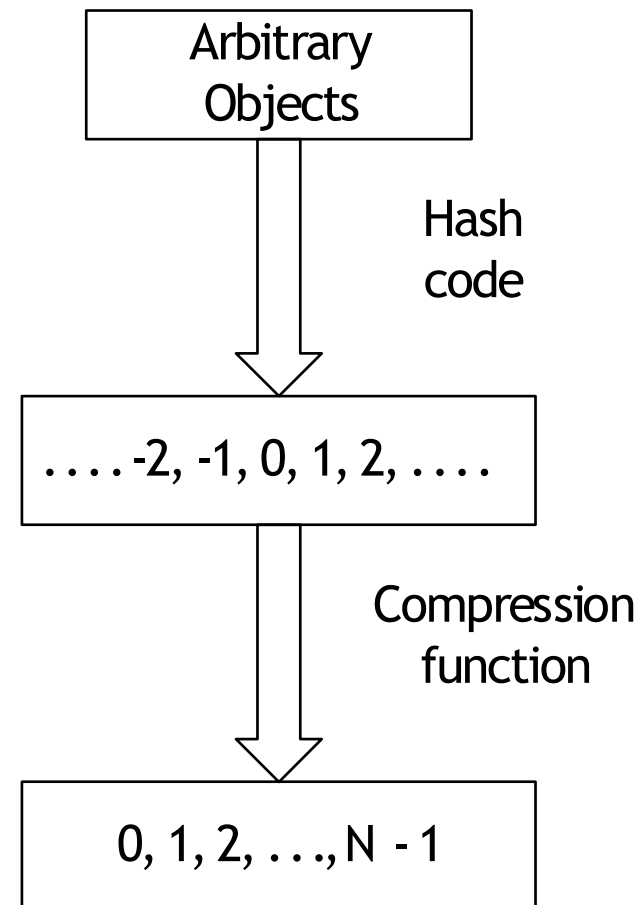 Arbitrary
Objects
Hash
code
. . . . -2, -1, 0, 1, 2, . . . .
Compression
function
0, 1, 2, . . ., N - 1